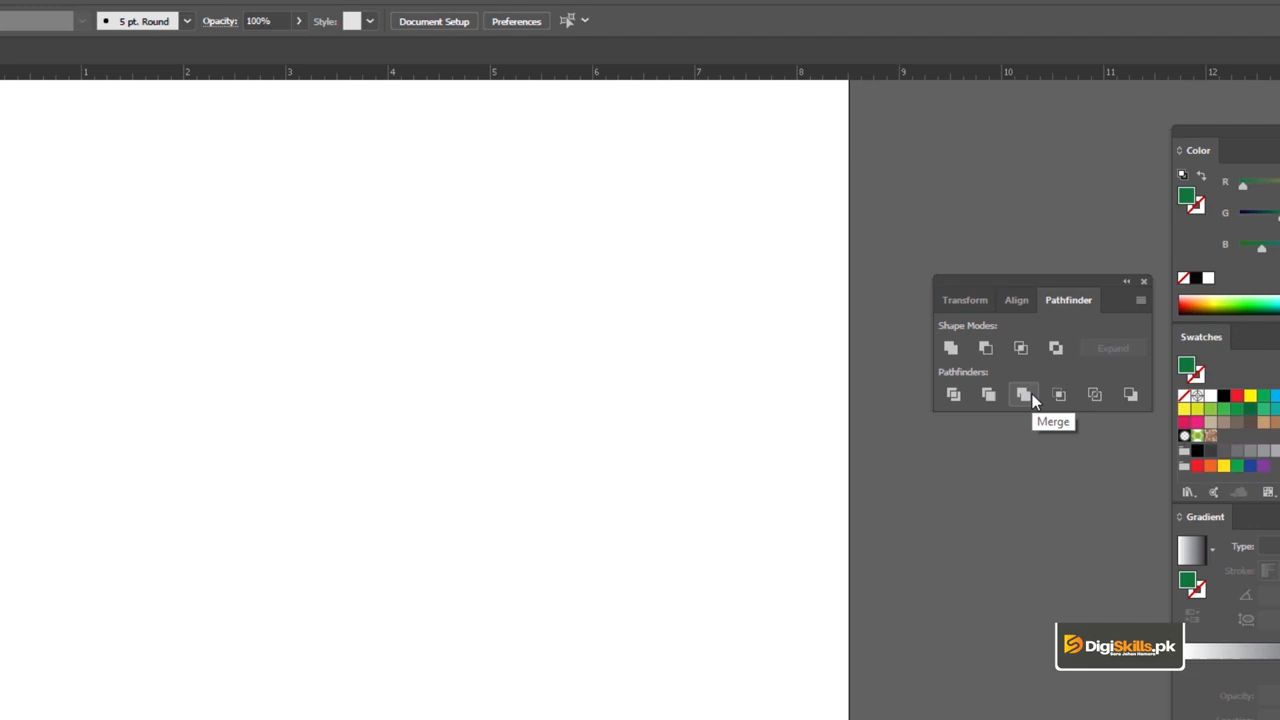 5 pt. Round
Opacity: 100%
Style:
Document Setup
Preferences
1 2 3 4 5 6 7 8 9 10 11 12
Color
R
G
B
Transform Align Pathfinder
Shape Modes:
Expand
Pathfinders:
Merge
Swatches
Gradient
Type:
Stroke:
Opacity:
DigiSkills.pk